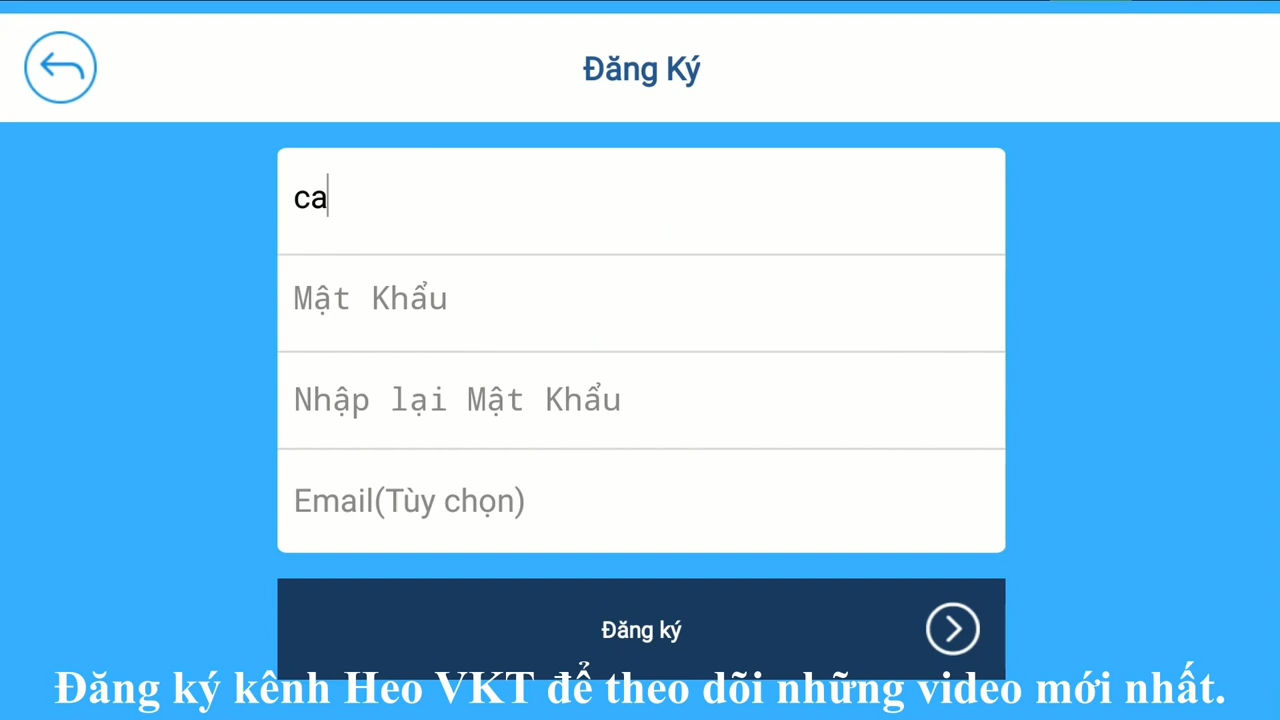 Đăng Ký
ca
Mật Khẩu
Nhập lại Mật Khẩu
Email(Tùy chọn)
Đăng ký
Đăng ký kênh Heo VKT để theo dõi những video mới nhất.